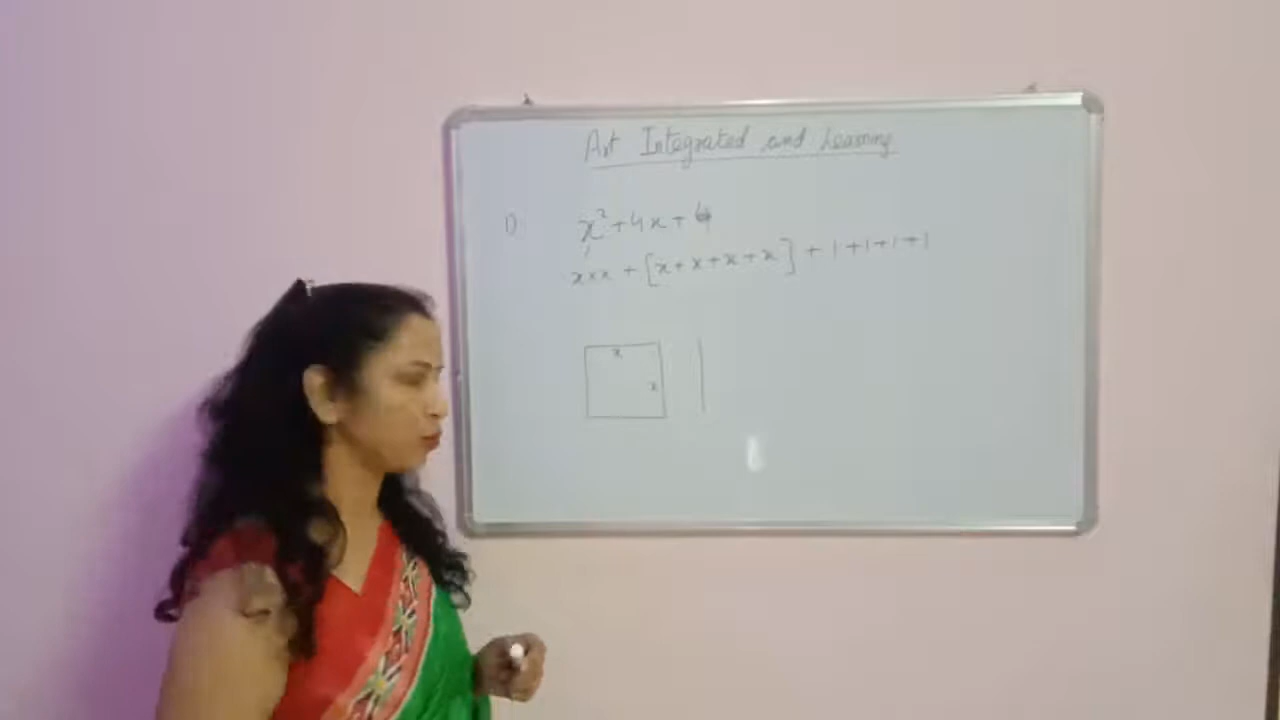 Art Integrated and Learning
1) x² + 4x + 4
x×x + [x+x+x+x] + 1+1+1+1
x
x